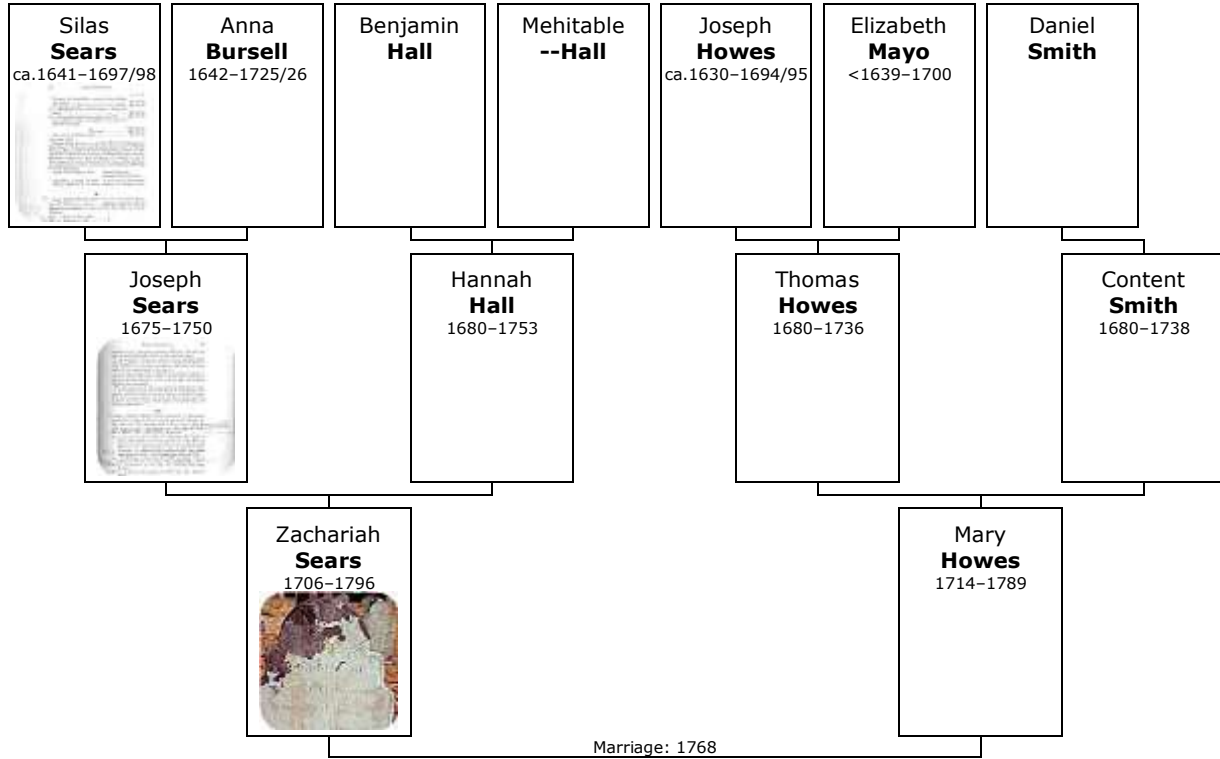 Silas
Sears
ca.1641–1697/98
Anna
Bursell
1642–1725/26
Benjamin
Hall
Mehitable
--Hall
Joseph
Howes
ca.1630–1694/95
Elizabeth
Mayo
<1639–1700
Daniel
Smith
Joseph
Sears
1675–1750
Hannah
Hall
1680–1753
Thomas
Howes
1680–1736
Content
Smith
1680–1738
Zachariah
Sears
1706–1796
Mary
Howes
1714–1789
Marriage: 1768